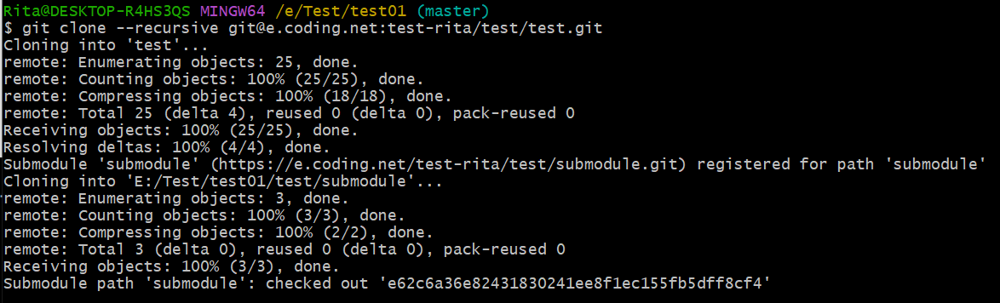 Rita@DESKTOP-R4HS3QS MINGW64 /e/Test/test01 (master)
$ git clone --recursive git@e.coding.net:test-rita/test/test.git
Cloning into 'test'...
remote: Enumerating objects: 25, done.
remote: Counting objects: 100% (25/25), done.
remote: Compressing objects: 100% (18/18), done.
remote: Total 25 (delta 4), reused 0 (delta 0), pack-reused 0
Receiving objects: 100% (25/25), done.
Resolving deltas: 100% (4/4), done.
Submodule 'submodule' (https://e.coding.net/test-rita/test/submodule.git) registered for path 'submodule'
Cloning into 'E:/Test/test01/test/submodule'...
remote: Enumerating objects: 3, done.
remote: Counting objects: 100% (3/3), done.
remote: Compressing objects: 100% (2/2), done.
remote: Total 3 (delta 0), reused 0 (delta 0), pack-reused 0
Receiving objects: 100% (3/3), done.
Submodule path 'submodule': checked out 'e62c6a36e82431830241ee8f1ec155fb5dff8cf4'